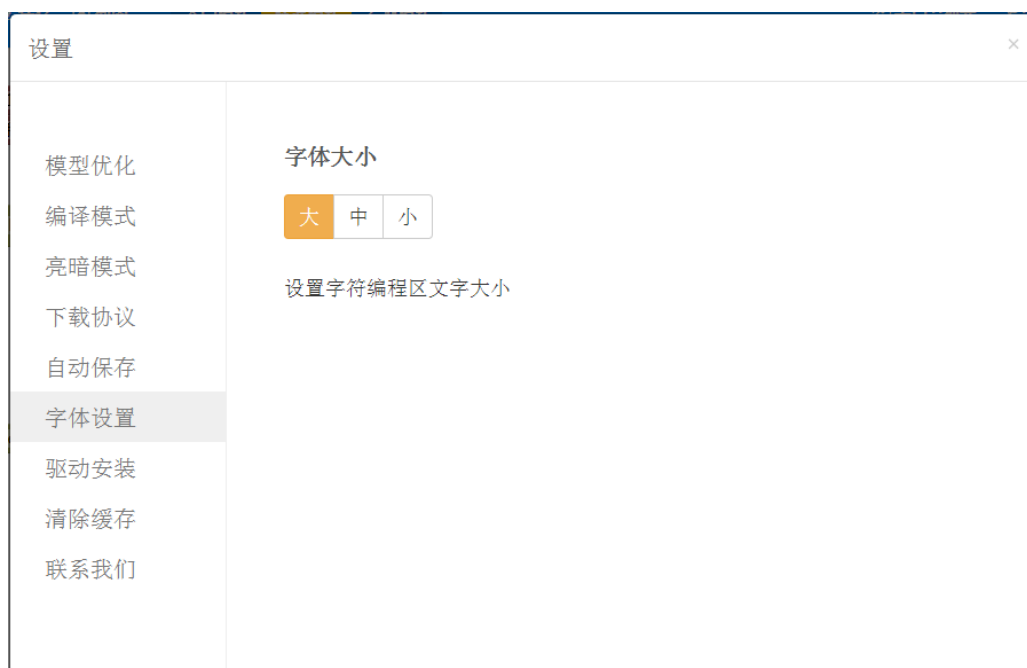 设置
×
模型优化
编译模式
亮暗模式
下载协议
自动保存
字体设置
驱动安装
清除缓存
联系我们
字体大小
大 中 小
设置字符编程区文字大小